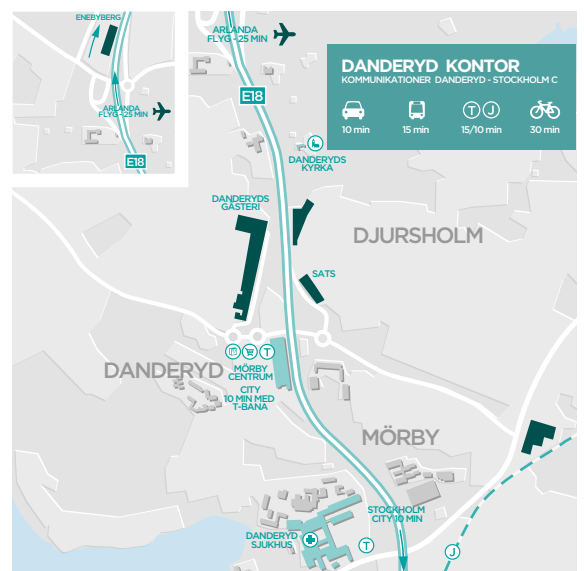 ENEBYBERG
ARLANDA
FLYG - 25 MIN
E18
ARLANDA
FLYG - 25 MIN
E18
DANDERYD KONTOR
KOMMUNIKATIONER DANDERYD - STOCKHOLM C
T J
10 min 15 min 15/10 min 30 min
DANDERYDS
KYRKA
DANDERYDS
GÄSTERI
DJURSHOLM
SATS
T
DANDERYD
MÖRBY
CENTRUM
CITY
10 MIN MED
T-BANA
MÖRBY
STOCKHOLM
CITY 10 MIN
DANDERYD
SJUKHUS
T
J